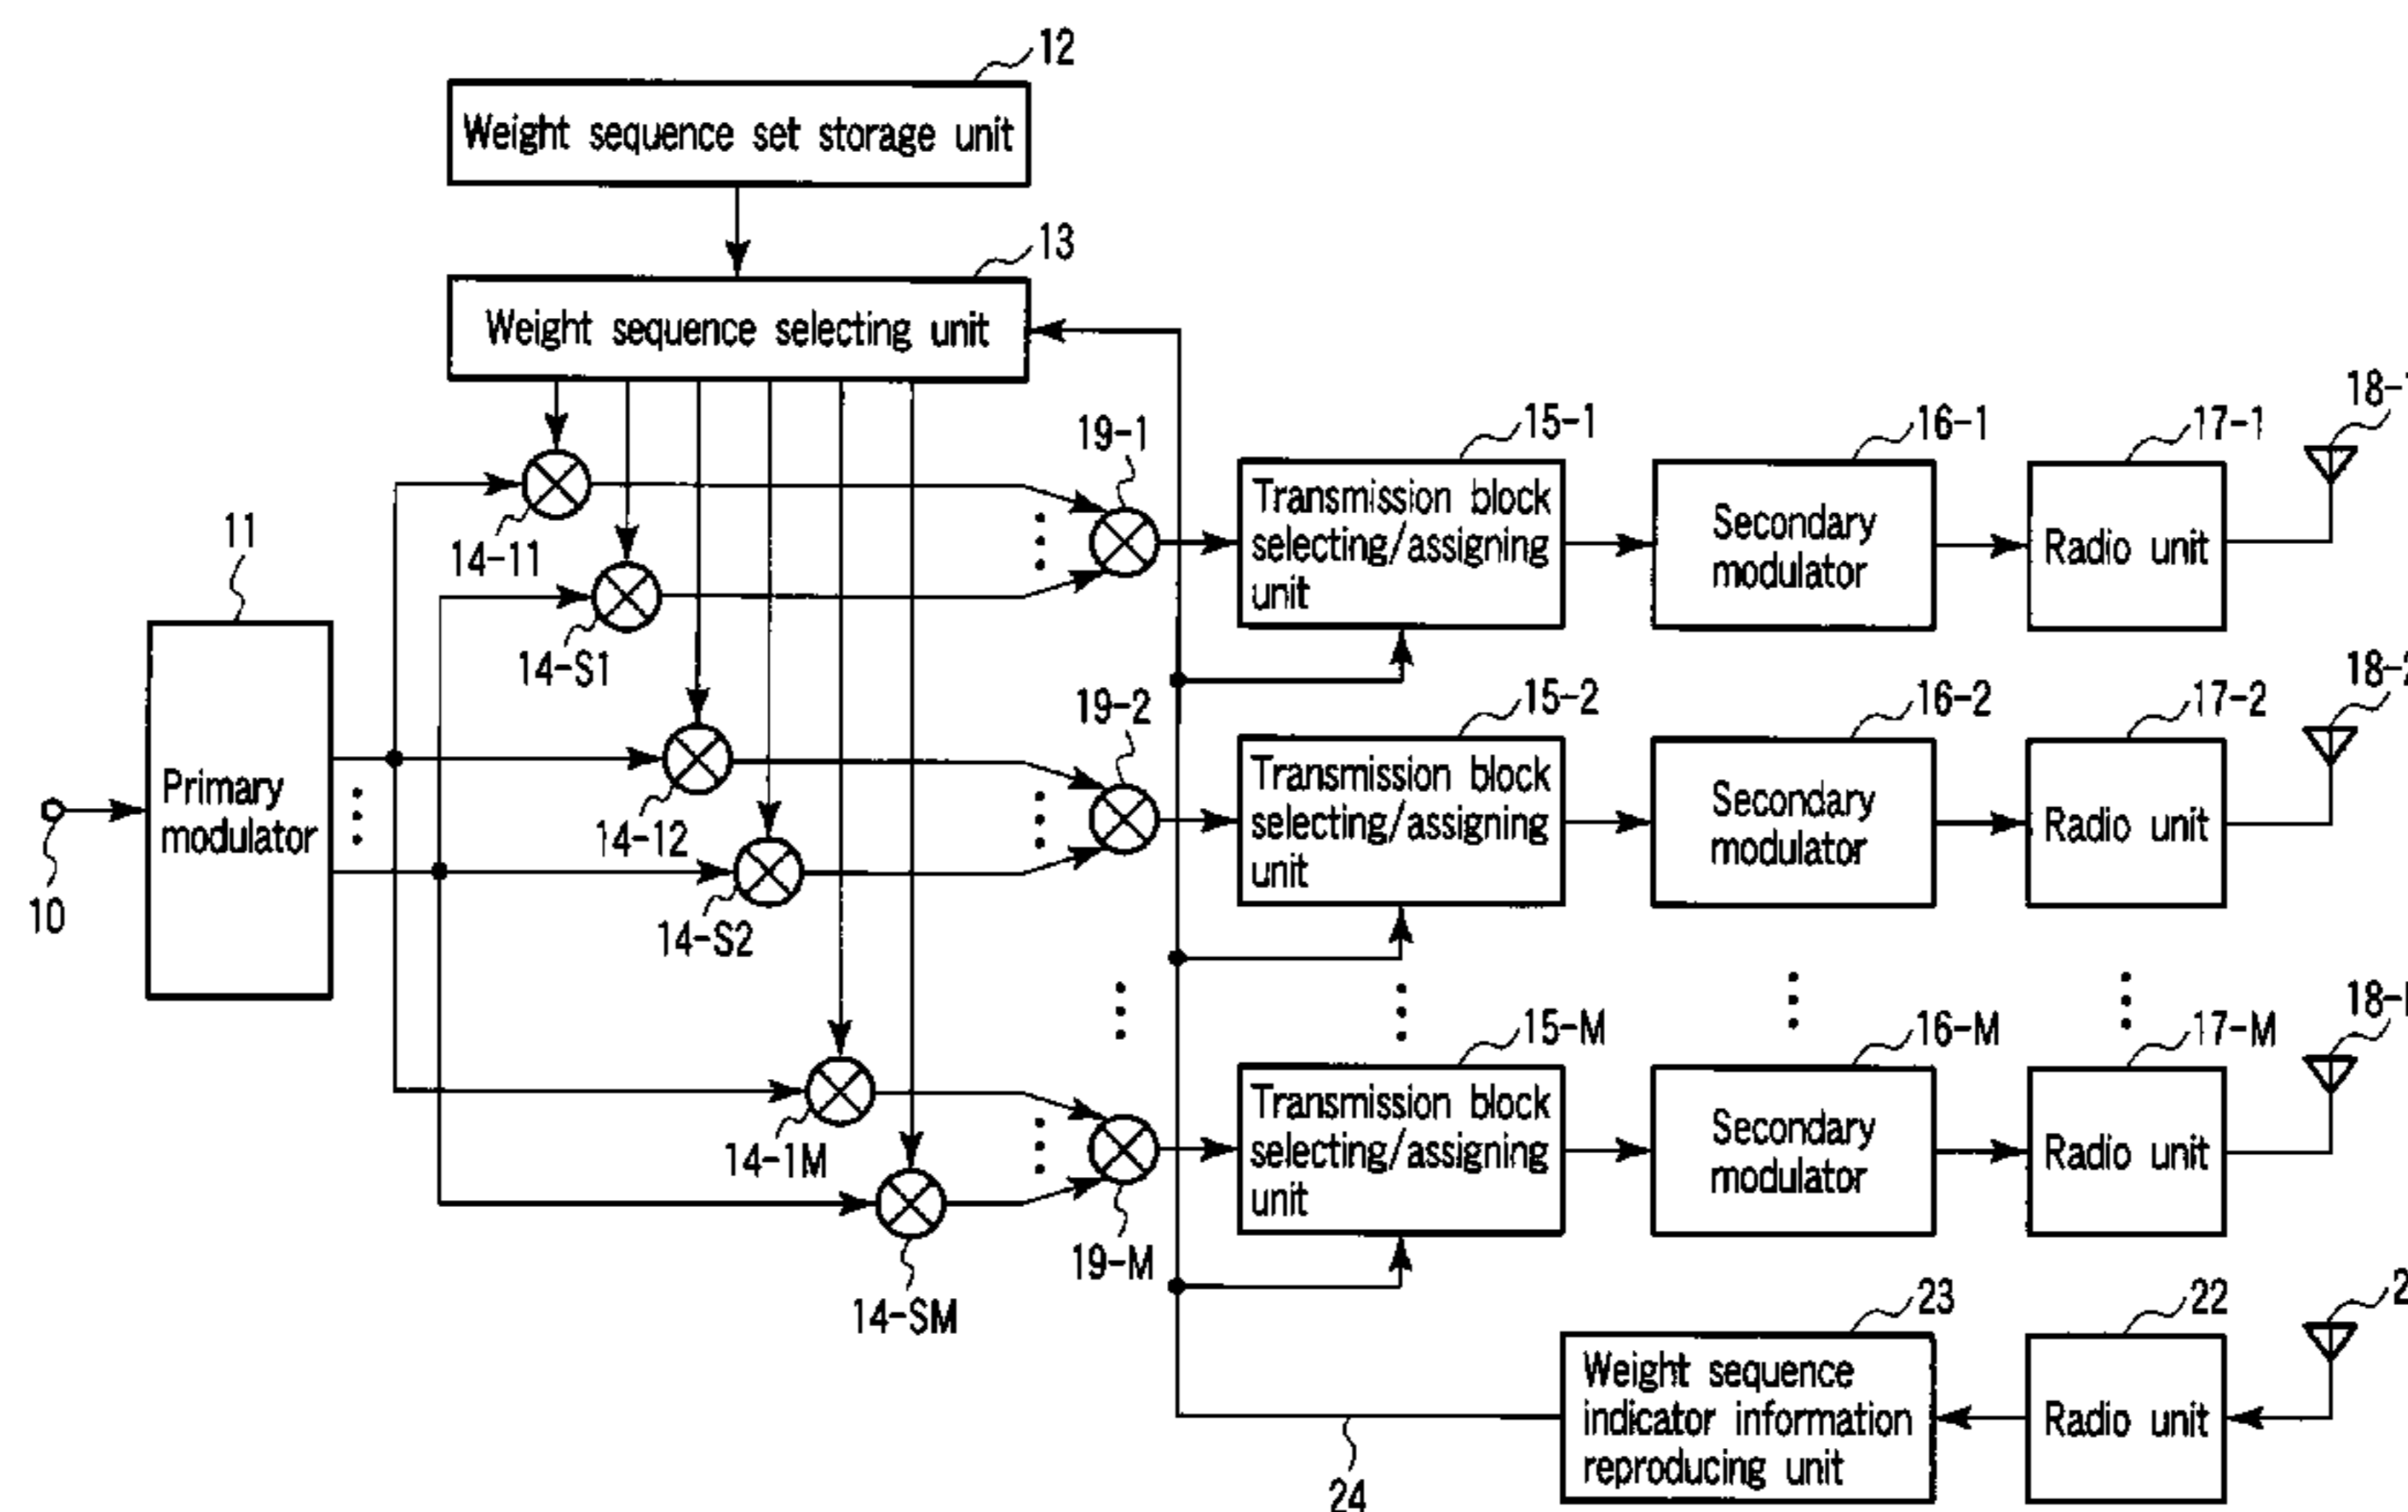 12
Weight sequence set storage unit
13
Weight sequence selecting unit
14-11
14-S1
14-12
14-S2
14-1M
14-SM
11
Primary
modulator
10
19-1
19-2
19-M
15-1
Transmission block
selecting/assigning
unit
16-1
Secondary
modulator
17-1
Radio unit
15-2
Transmission block
selecting/assigning
unit
16-2
Secondary
modulator
17-2
Radio unit
15-M
Transmission block
selecting/assigning
unit
16-M
Secondary
modulator
17-M
Radio unit
23
Weight sequence
indicator information
reproducing unit
22
Radio unit
24